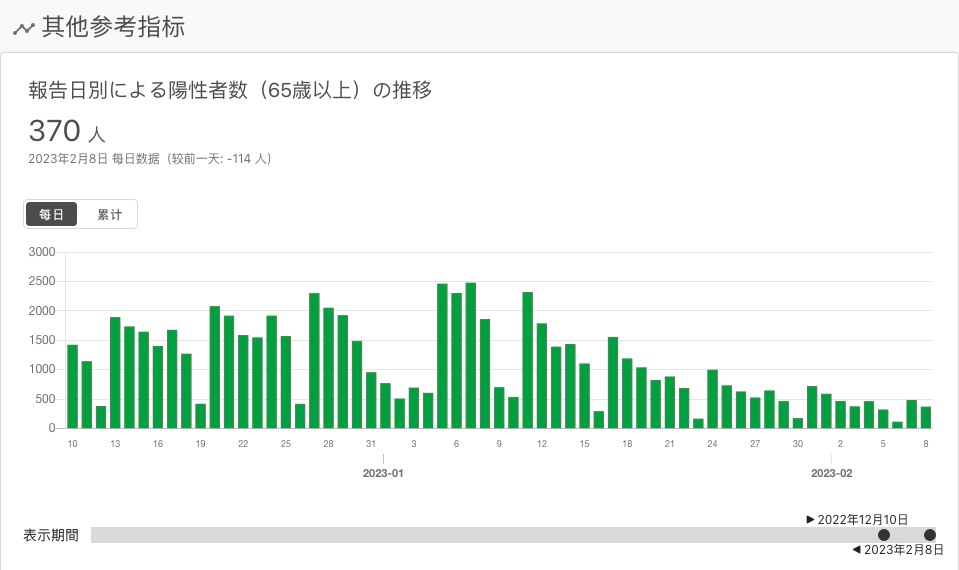 其他参考指标
報告日別による陽性者数（65歳以上）の推移
370 人
2023年2月8日 每日数据（较前一天: -114 人）
每日 累计
3000
2500
2000
1500
1000
500
0
10 13 16 19 22 25 28 31 3 6 9 12 15 18 21 24 27 30 2 5 8
2023-01 2023-02
2022年12月10日
表示期間
2023年2月8日